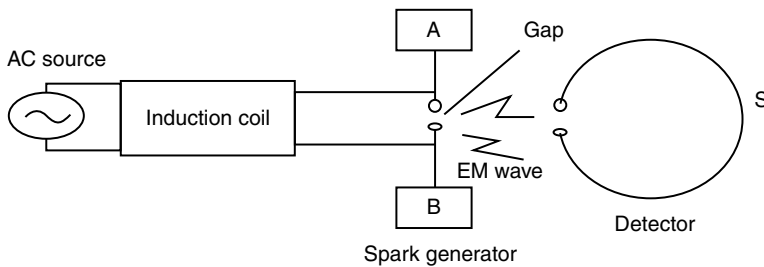 A
Gap
AC source
S
Induction coil
EM wave
B
Detector
Spark generator